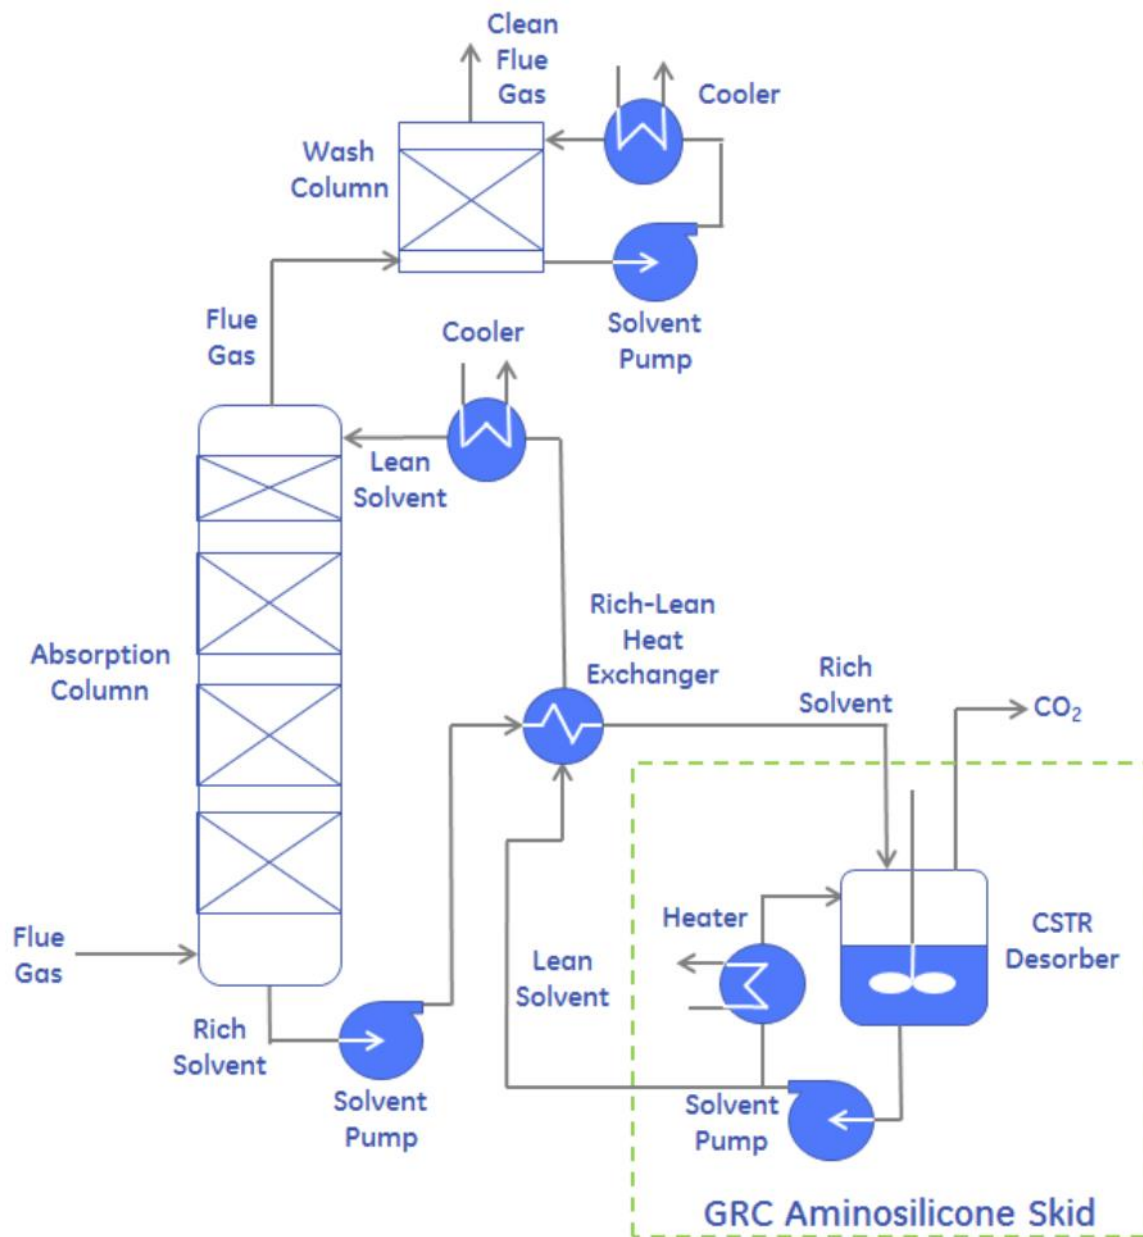 Clean
Flue
Gas
Cooler
Wash
Column
Solvent
Pump
Flue
Gas
Cooler
Lean
Solvent
Absorption
Column
Rich-Lean
Heat
Exchanger
Rich
Solvent
CO₂
Flue
Gas
Rich
Solvent
Solvent
Pump
Lean
Solvent
Heater
CSTR
Desorber
Solvent
Pump
GRC Aminosilicone Skid